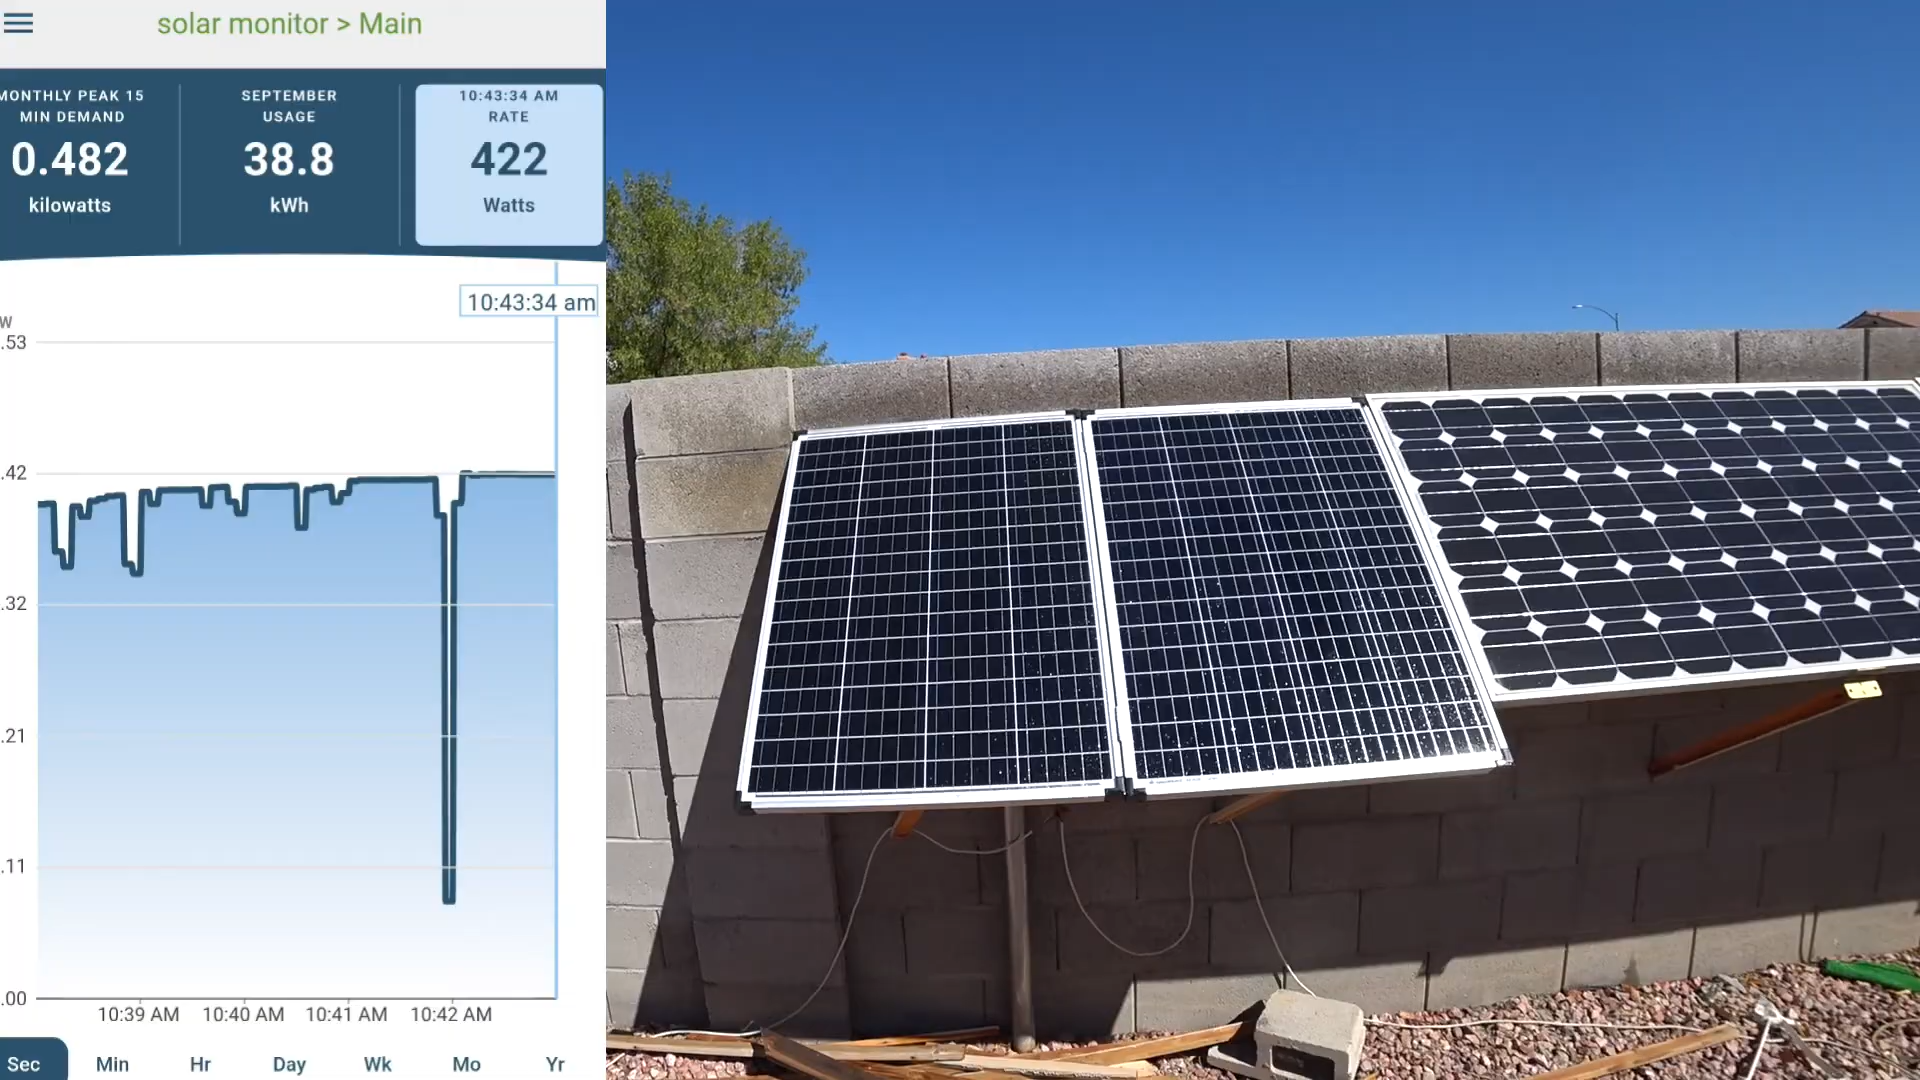 solar monitor > Main
MONTHLY PEAK 15
MIN DEMAND
0.482
kilowatts
SEPTEMBER
USAGE
38.8
kWh
10:43:34 AM
RATE
422
Watts
10:43:34 am
W
.53
.42
.32
.21
.11
.00
10:39 AM 10:40 AM 10:41 AM 10:42 AM
Sec Min Hr Day Wk Mo Yr